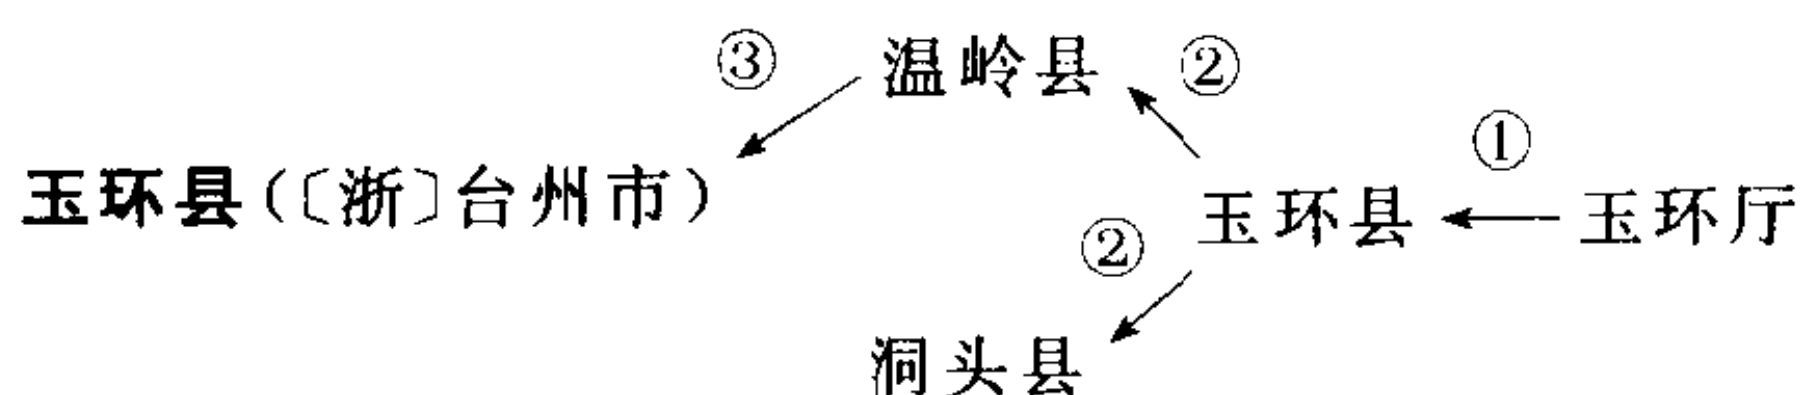 ③ 温岭县 ②
①
玉环县(〔浙〕台州市)
玉环县 玉环厅
②
洞头县